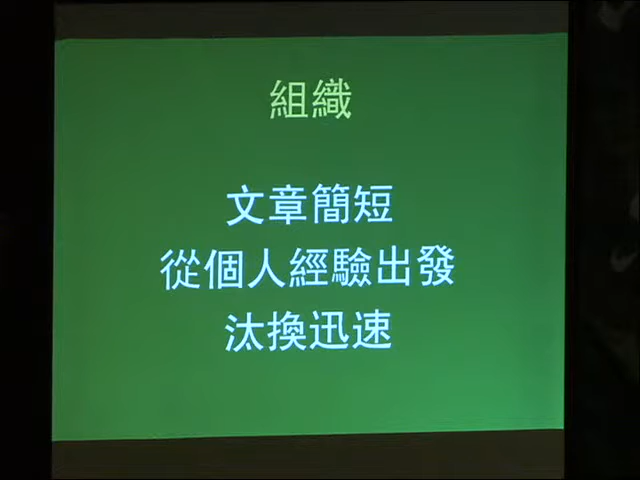 組織
文章簡短
從個人經驗出發
汰換迅速